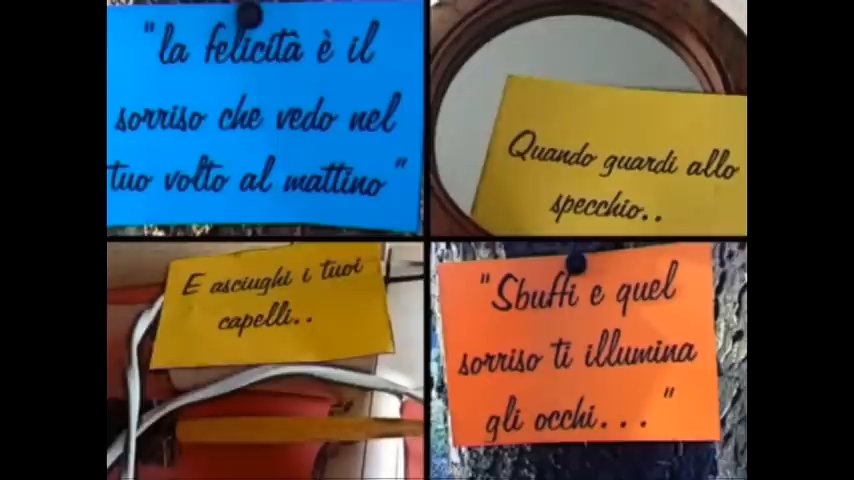 "la felicità è il
sorriso che vedo nel
tuo volto al mattino"
Quando guardi allo
specchio..
E asciughi i tuoi
capelli..
"Sbuffi e quel
sorriso ti illumina
gli occhi..."